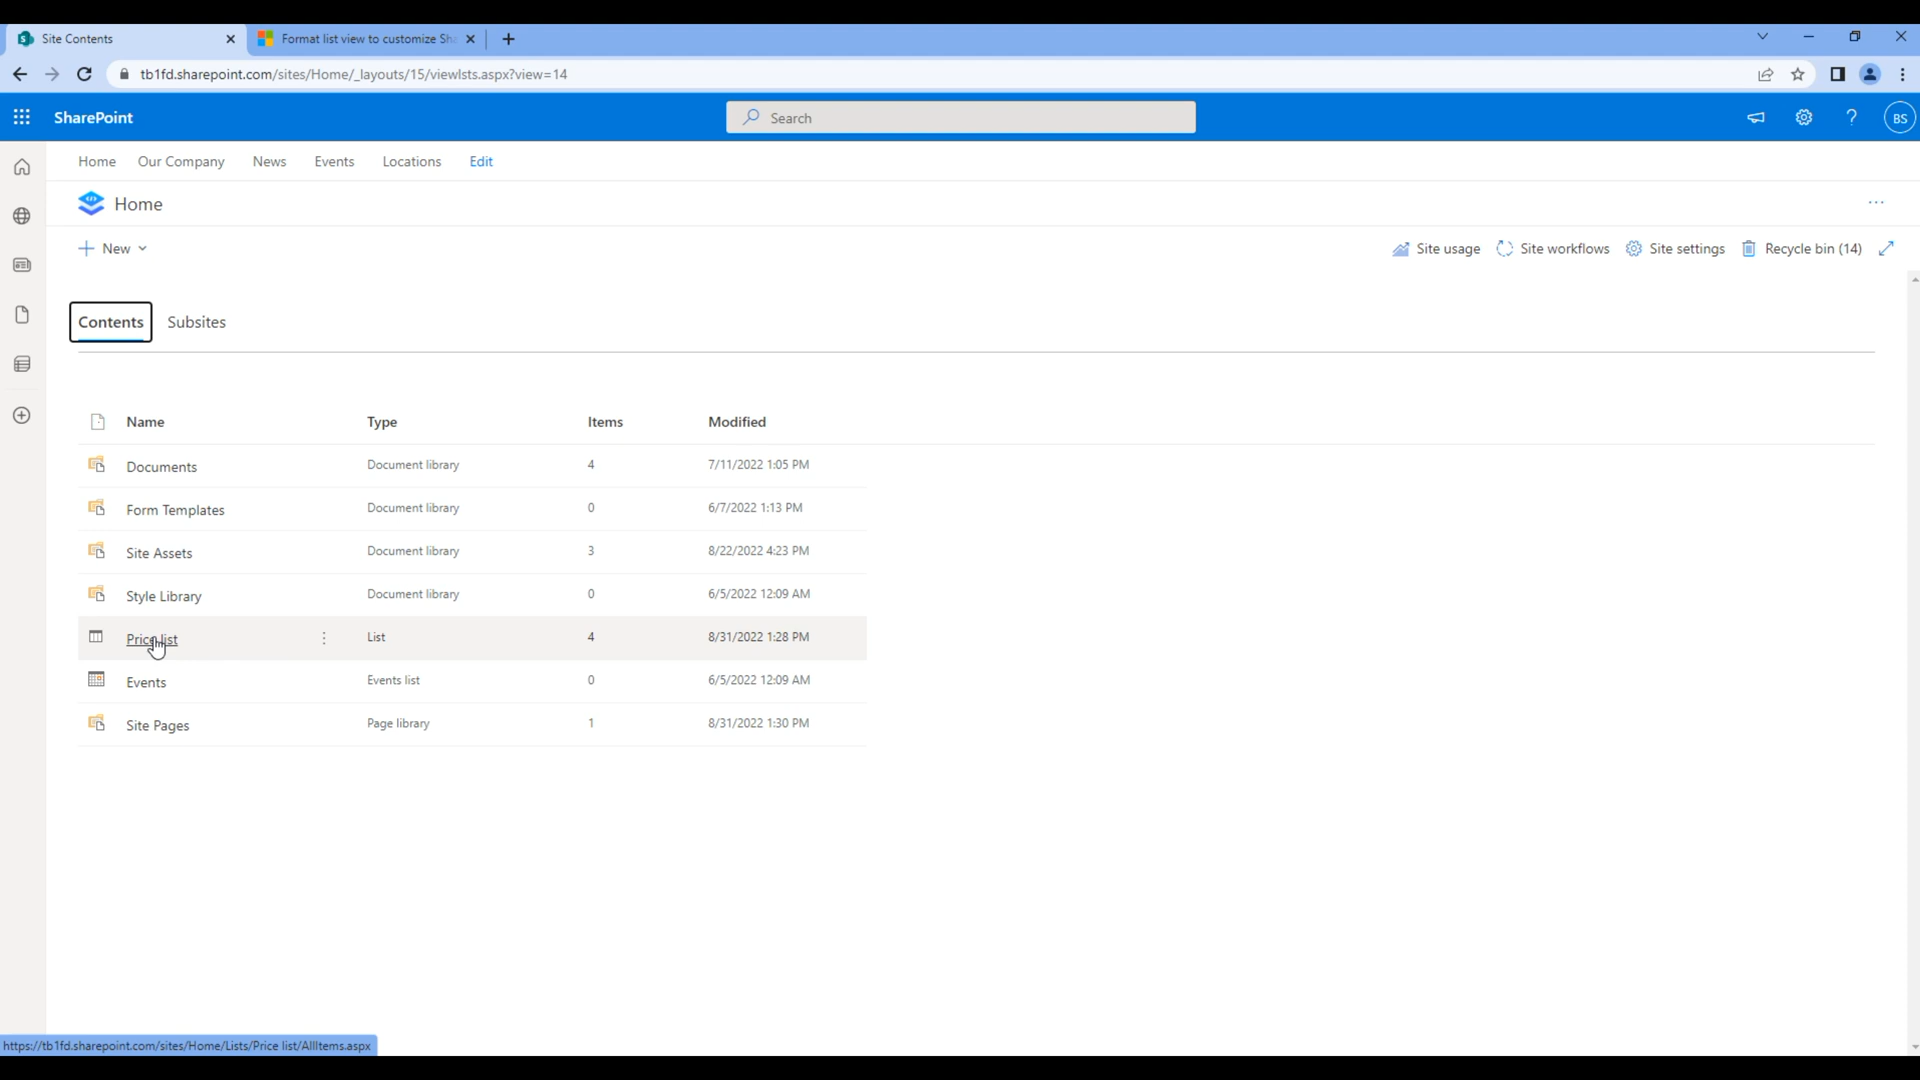 Site Contents
Format list view to customize Sh
tb1fd.sharepoint.com/sites/Home/_layouts/15/viewlsts.aspx?view=14
SharePoint
Search
BS
Home Our Company News Events Locations Edit
Home
New
Site usage Site workflows Site settings Recycle bin (14)
Contents Subsites
Name Type Items Modified
Documents Document library 4 7/11/2022 1:05 PM
Form Templates Document library 0 6/7/2022 1:13 PM
Site Assets Document library 3 8/22/2022 4:23 PM
Style Library Document library 0 6/5/2022 12:09 AM
Price list List 4 8/31/2022 1:28 PM
Events Events list 0 6/5/2022 12:09 AM
Site Pages Page library 1 8/31/2022 1:30 PM
https://tb1fd.sharepoint.com/sites/Home/Lists/Price list/AllItems.aspx